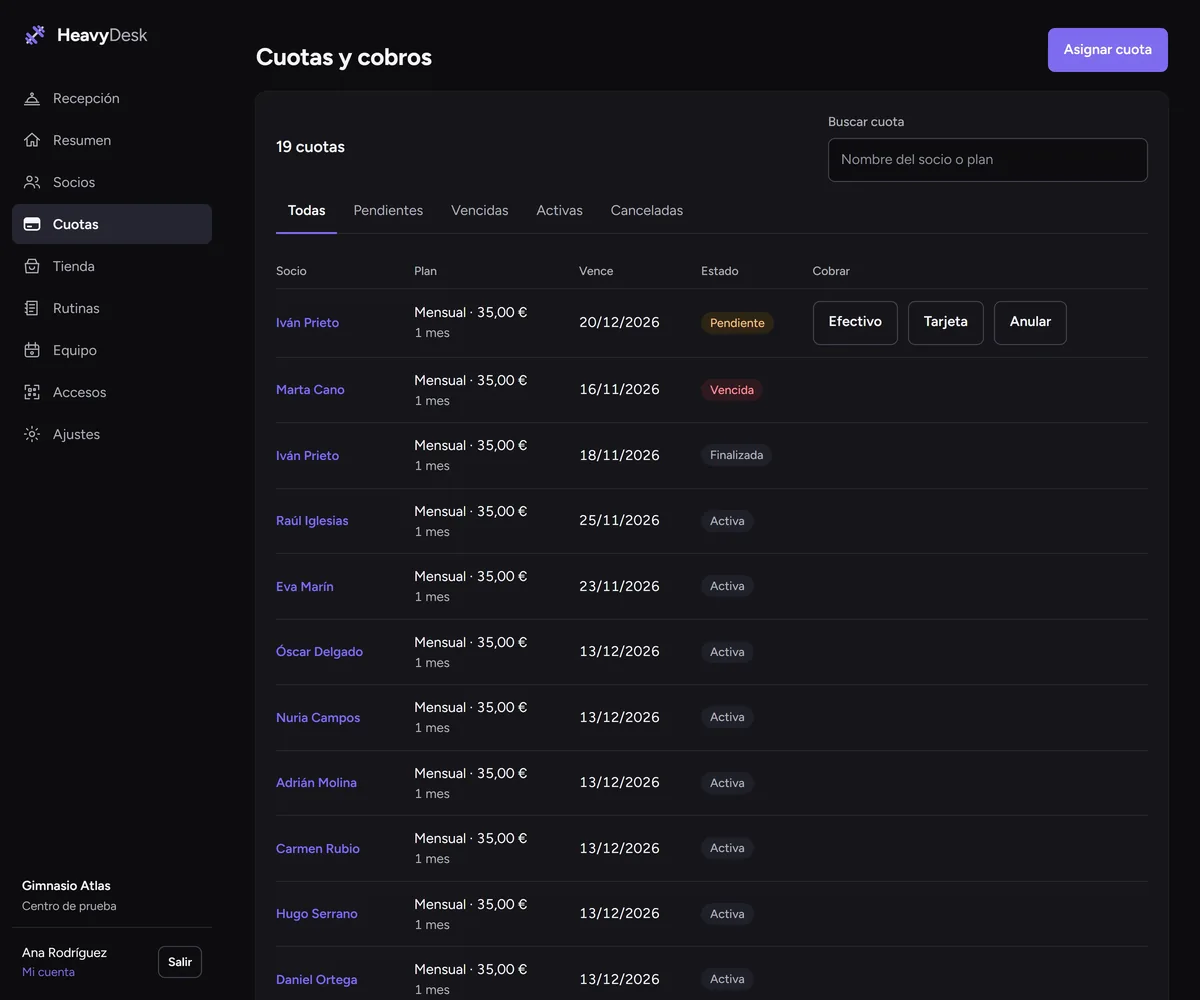 HeavyDesk
Recepción
Resumen
Socios
Cuotas
Tienda
Rutinas
Equipo
Accesos
Ajustes
Gimnasio Atlas
Centro de prueba
Ana Rodríguez
Mi cuenta
Salir
Cuotas y cobros
Asignar cuota
19 cuotas
Buscar cuota
Nombre del socio o plan
Todas Pendientes Vencidas Activas Canceladas
Socio Plan Vence Estado Cobrar
Iván Prieto Mensual · 35,00 € 20/12/2026 Pendiente Efectivo Tarjeta Anular
1 mes
Marta Cano Mensual · 35,00 € 16/11/2026 Vencida
1 mes
Iván Prieto Mensual · 35,00 € 18/11/2026 Finalizada
1 mes
Raúl Iglesias Mensual · 35,00 € 25/11/2026 Activa
1 mes
Eva Marín Mensual · 35,00 € 23/11/2026 Activa
1 mes
Óscar Delgado Mensual · 35,00 € 13/12/2026 Activa
1 mes
Nuria Campos Mensual · 35,00 € 13/12/2026 Activa
1 mes
Adrián Molina Mensual · 35,00 € 13/12/2026 Activa
1 mes
Carmen Rubio Mensual · 35,00 € 13/12/2026 Activa
1 mes
Hugo Serrano Mensual · 35,00 € 13/12/2026 Activa
1 mes
Daniel Ortega Mensual · 35,00 € 13/12/2026 Activa
1 mes